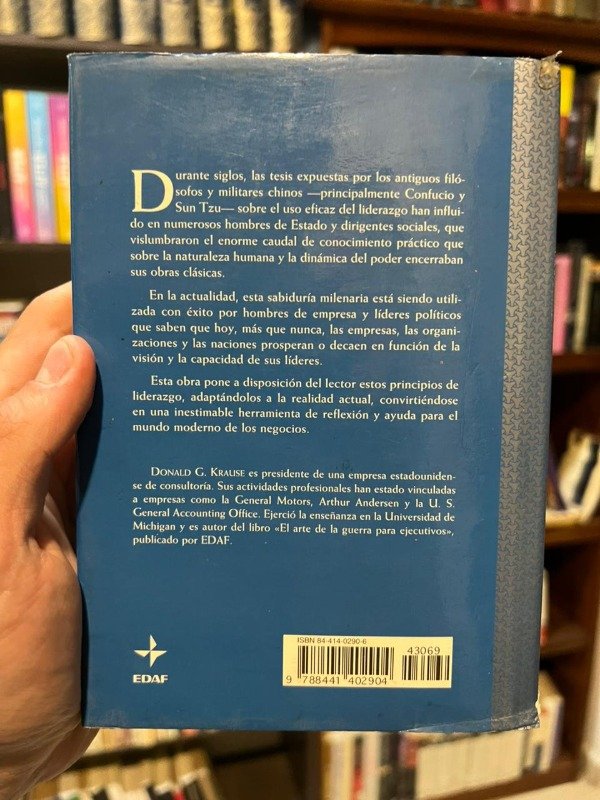 Durante siglos, las tesis expuestas por los antiguos filó-
sofos y militares chinos —principalmente Confucio y
Sun Tzu— sobre el uso eficaz del liderazgo han influi-
do en numerosos hombres de Estado y dirigentes sociales, que
vislumbraron el enorme caudal de conocimiento práctico que
sobre la naturaleza humana y la dinámica del poder encerraban
sus obras clásicas.
En la actualidad, esta sabiduría milenaria está siendo utili-
zada con éxito por hombres de empresa y líderes políticos
que saben que hoy, más que nunca, las empresas, las organi-
zaciones y las naciones prosperan o decaen en función de la
visión y la capacidad de sus líderes.
Esta obra pone a disposición del lector estos principios de
liderazgo, adaptándolos a la realidad actual, convirtiéndose
en una inestimable herramienta de reflexión y ayuda para el
mundo moderno de los negocios.
DONALD G. KRAUSE es presidente de una empresa estadouniden-
se de consultoría. Sus actividades profesionales han estado vinculadas
a empresas como la General Motors, Arthur Andersen y la U. S.
General Accounting Office. Ejerció la enseñanza en la Universidad de
Michigan y es autor del libro «El arte de la guerra para ejecutivos»,
publicado por EDAF.
EDAF
ISBN 84-414-0290-6
43069
9 788441 402904